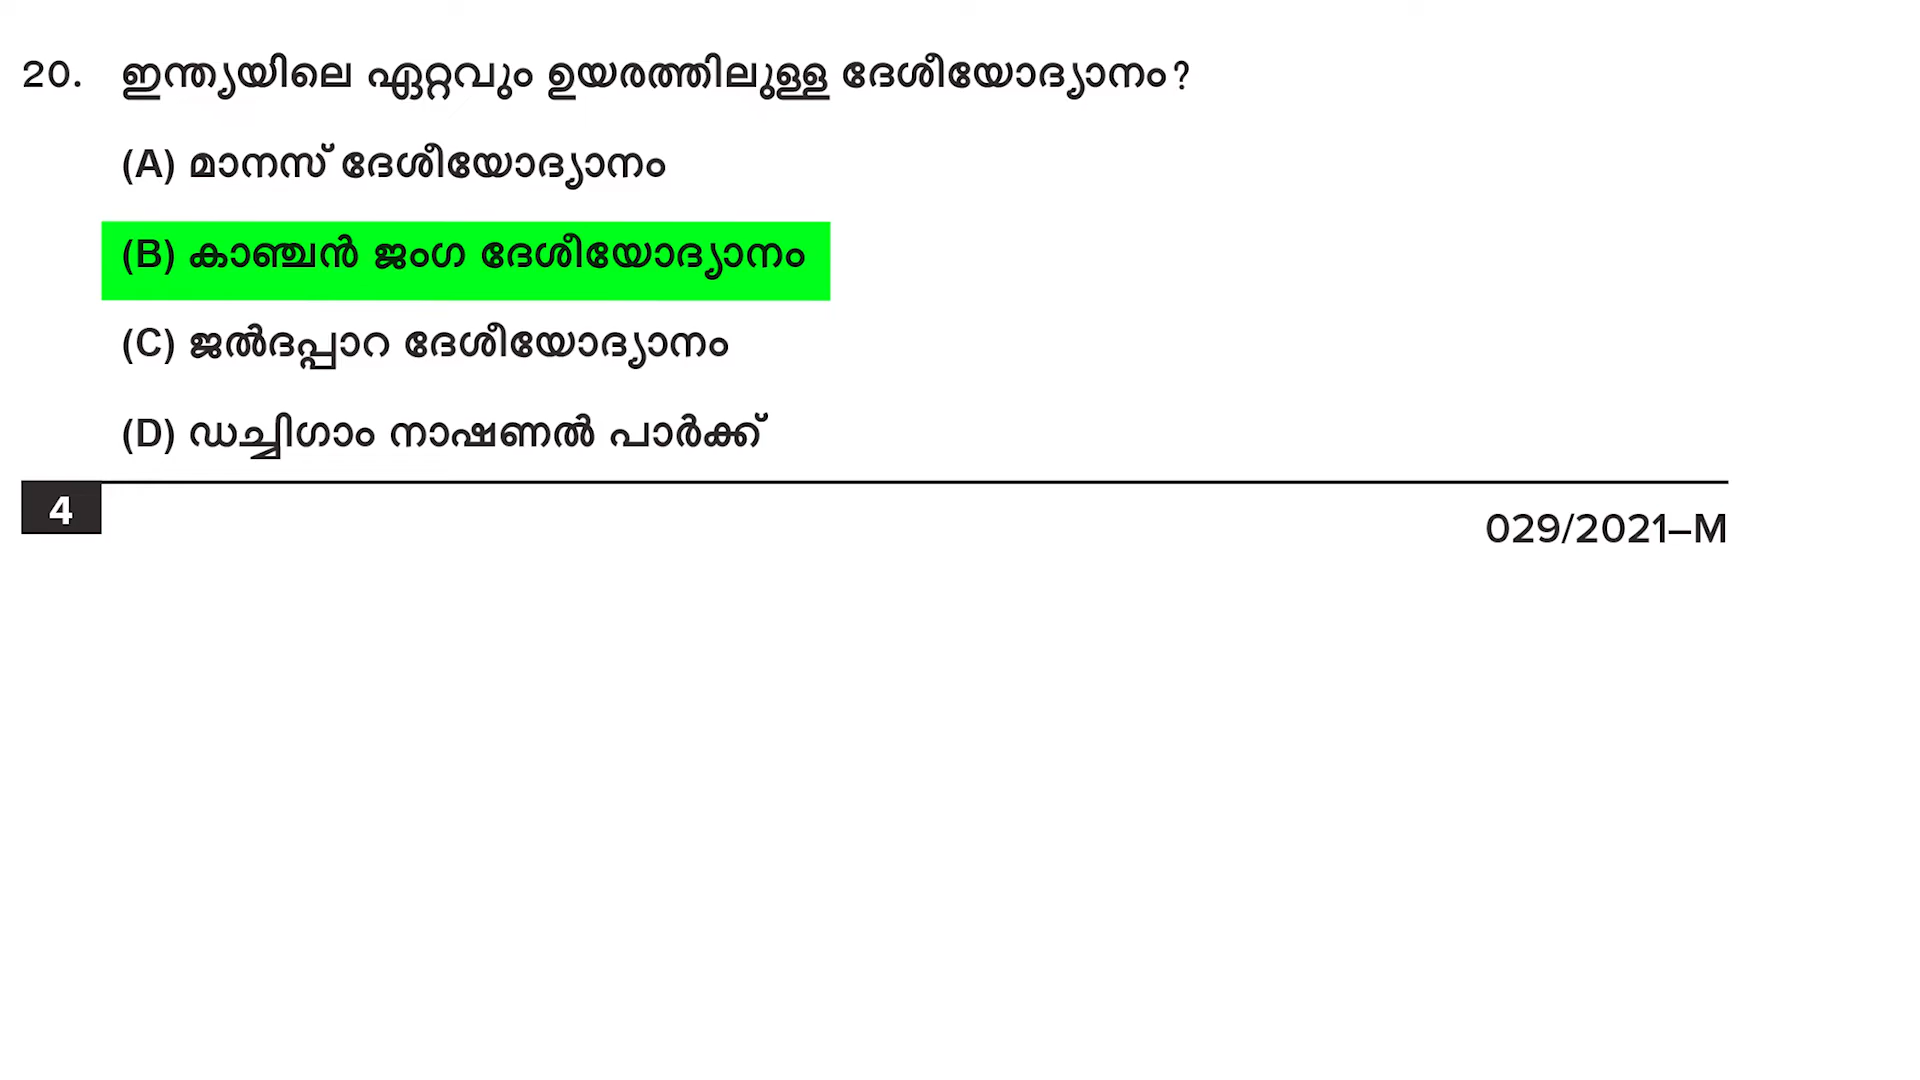 20. ഇന്ത്യയിലെ ഏറ്റവും ഉയരത്തിലുള്ള ദേശീയോദ്യാനം?
(A) മാനസ് ദേശീയോദ്യാനം
(B) കാഞ്ചൻ ജംഗ ദേശീയോദ്യാനം
(C) ജൽദപ്പാറ ദേശീയോദ്യാനം
(D) ഡച്ചിഗാം നാഷണൽ പാർക്ക്
4
029/2021–M